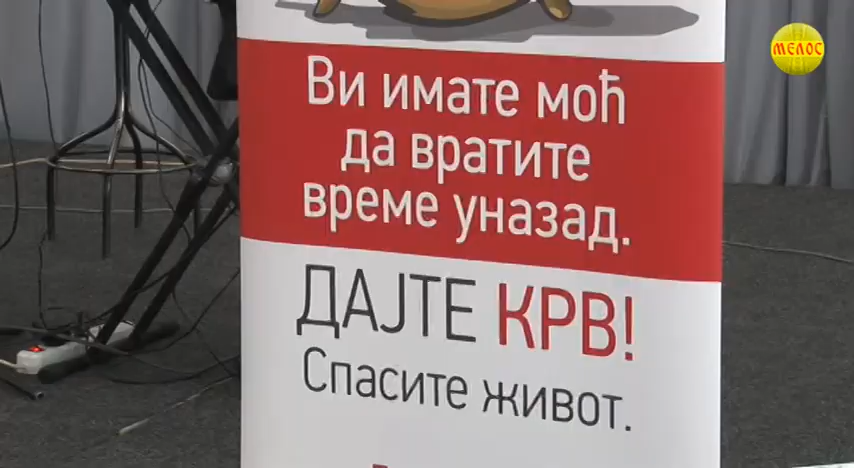 МЕЛОС
Ви имате моћ
да вратите
време уназад.
ДАЈТЕ КРВ!
Спасите живот.